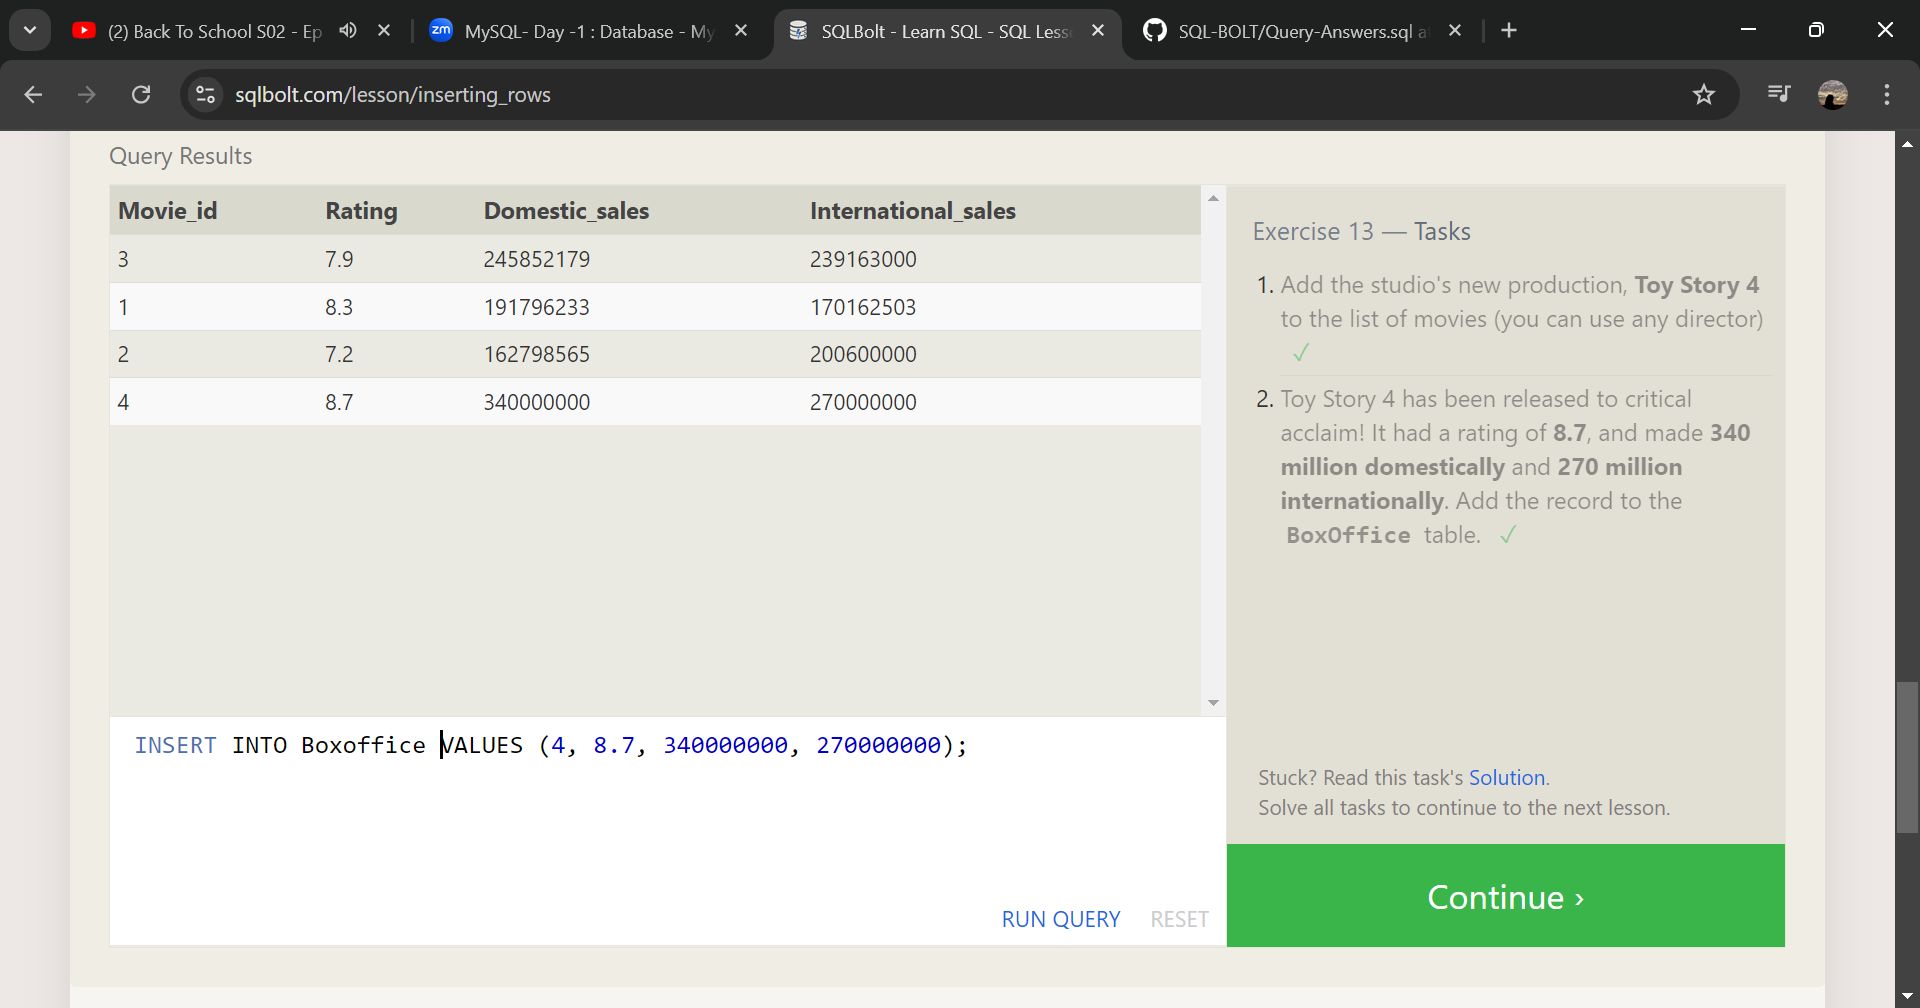 (2) Back To School S02 - Ep
zm MySQL- Day -1 : Database - My
SQLBolt - Learn SQL - SQL Less
SQL-BOLT/Query-Answers.sql a
sqlbolt.com/lesson/inserting_rows
Query Results
Movie_id Rating Domestic_sales International_sales
3 7.9 245852179 239163000
1 8.3 191796233 170162503
2 7.2 162798565 200600000
4 8.7 340000000 270000000
Exercise 13 — Tasks
1. Add the studio's new production, Toy Story 4
to the list of movies (you can use any director)
✓
2. Toy Story 4 has been released to critical
acclaim! It had a rating of 8.7, and made 340
million domestically and 270 million
internationally. Add the record to the
BoxOffice table. ✓
INSERT INTO Boxoffice VALUES (4, 8.7, 340000000, 270000000);
RUN QUERY RESET
Stuck? Read this task's Solution.
Solve all tasks to continue to the next lesson.
Continue ›